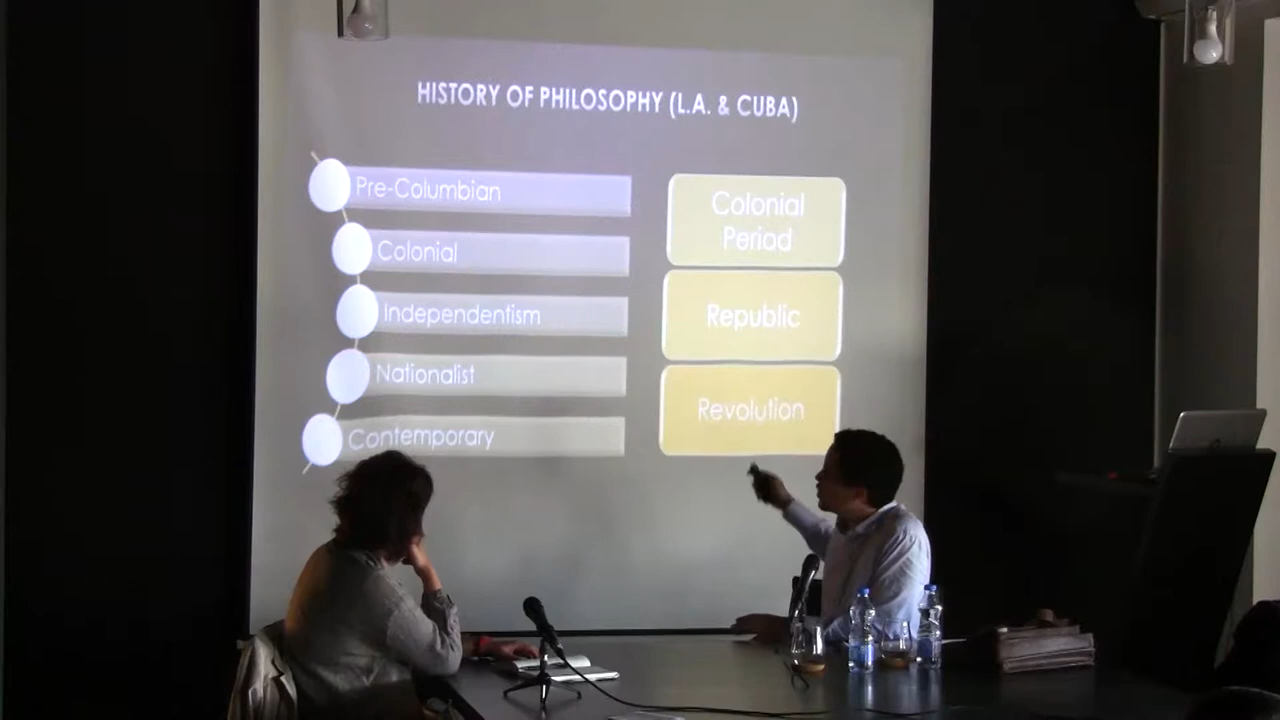 HISTORY OF PHILOSOPHY (L.A. & CUBA)
Pre-Columbian
Colonial
Independentism
Nationalist
Contemporary
Colonial
Period
Republic
Revolution